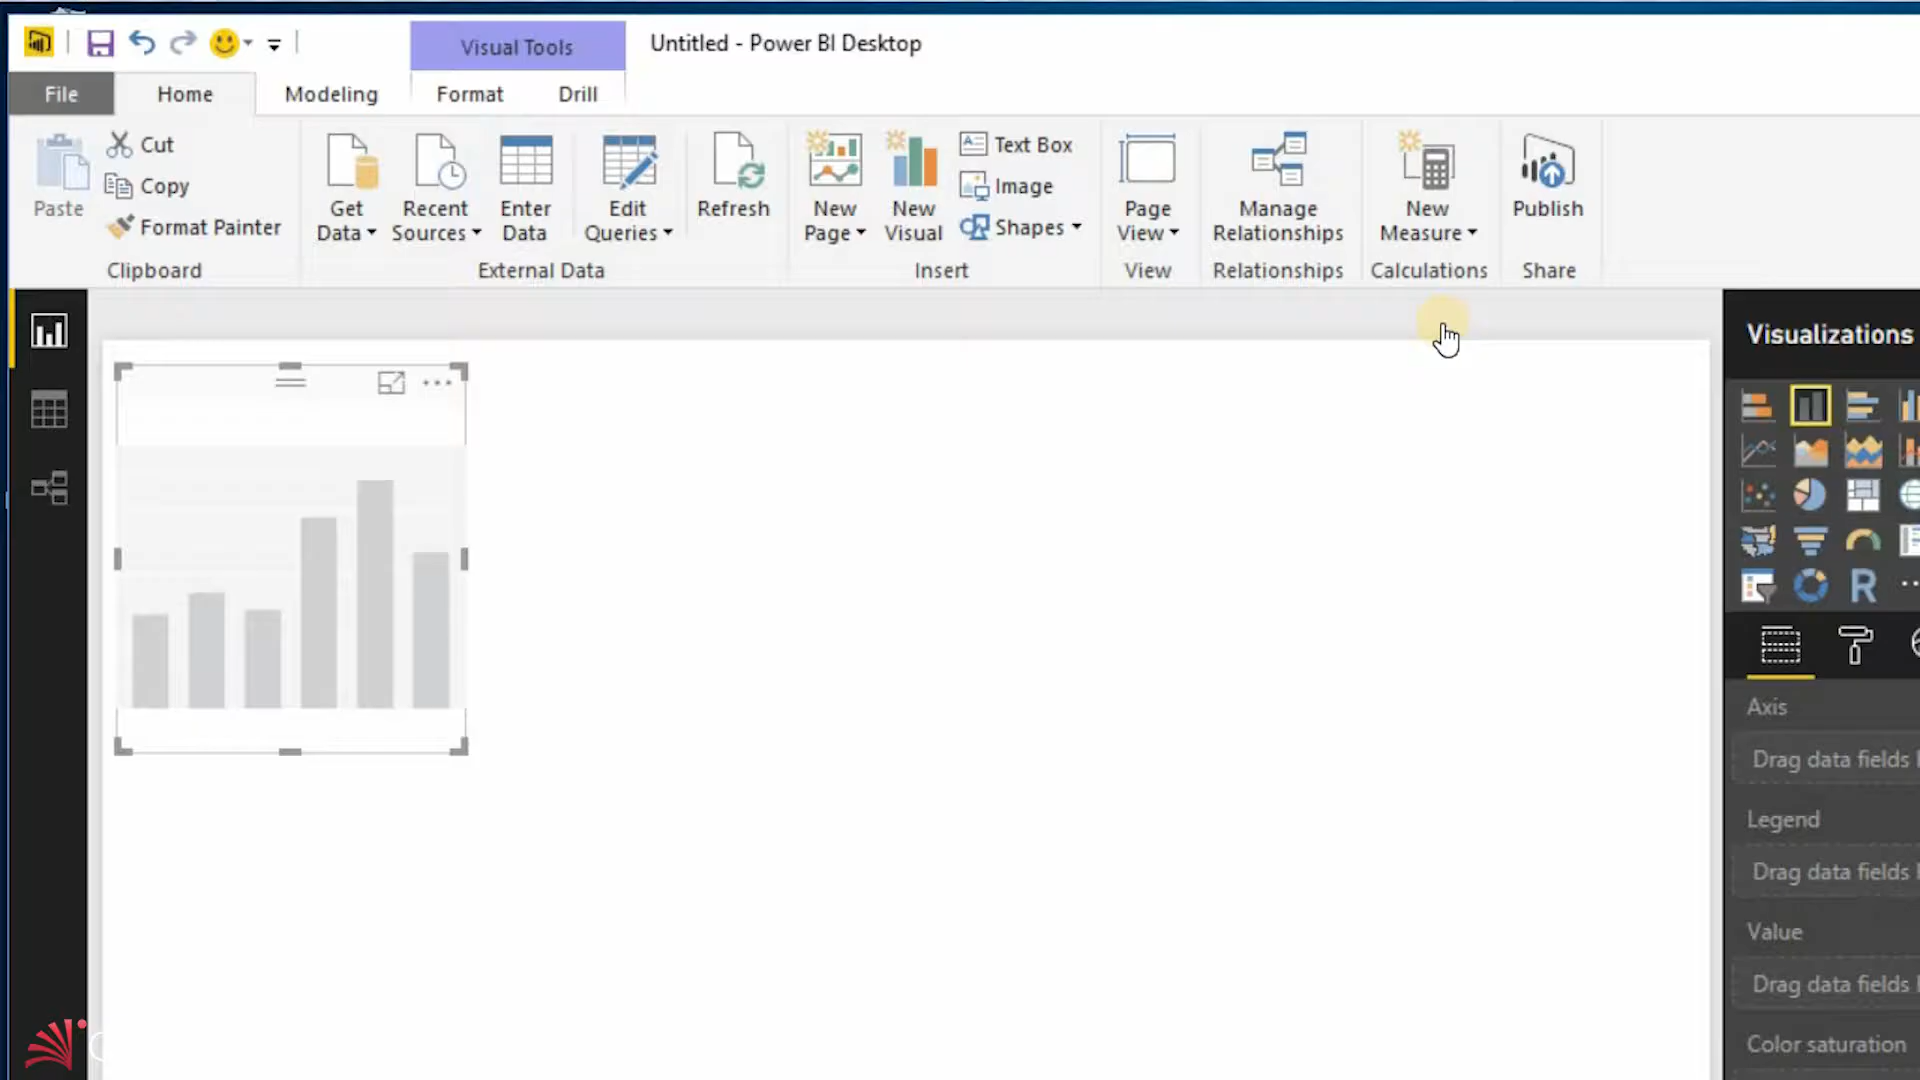 Visual Tools
Untitled - Power BI Desktop
File
Home
Modeling
Format
Drill
Paste
Cut
Copy
Format Painter
Clipboard
Get
Data
Recent
Sources
Enter
Data
Edit
Queries
Refresh
External Data
New
Page
New
Visual
Text Box
Image
Shapes
Insert
Page
View
View
Manage
Relationships
Relationships
New
Measure
Calculations
Publish
Share
Visualizations
R
Axis
Drag data fields
Legend
Drag data fields
Value
Drag data fields
Color saturation